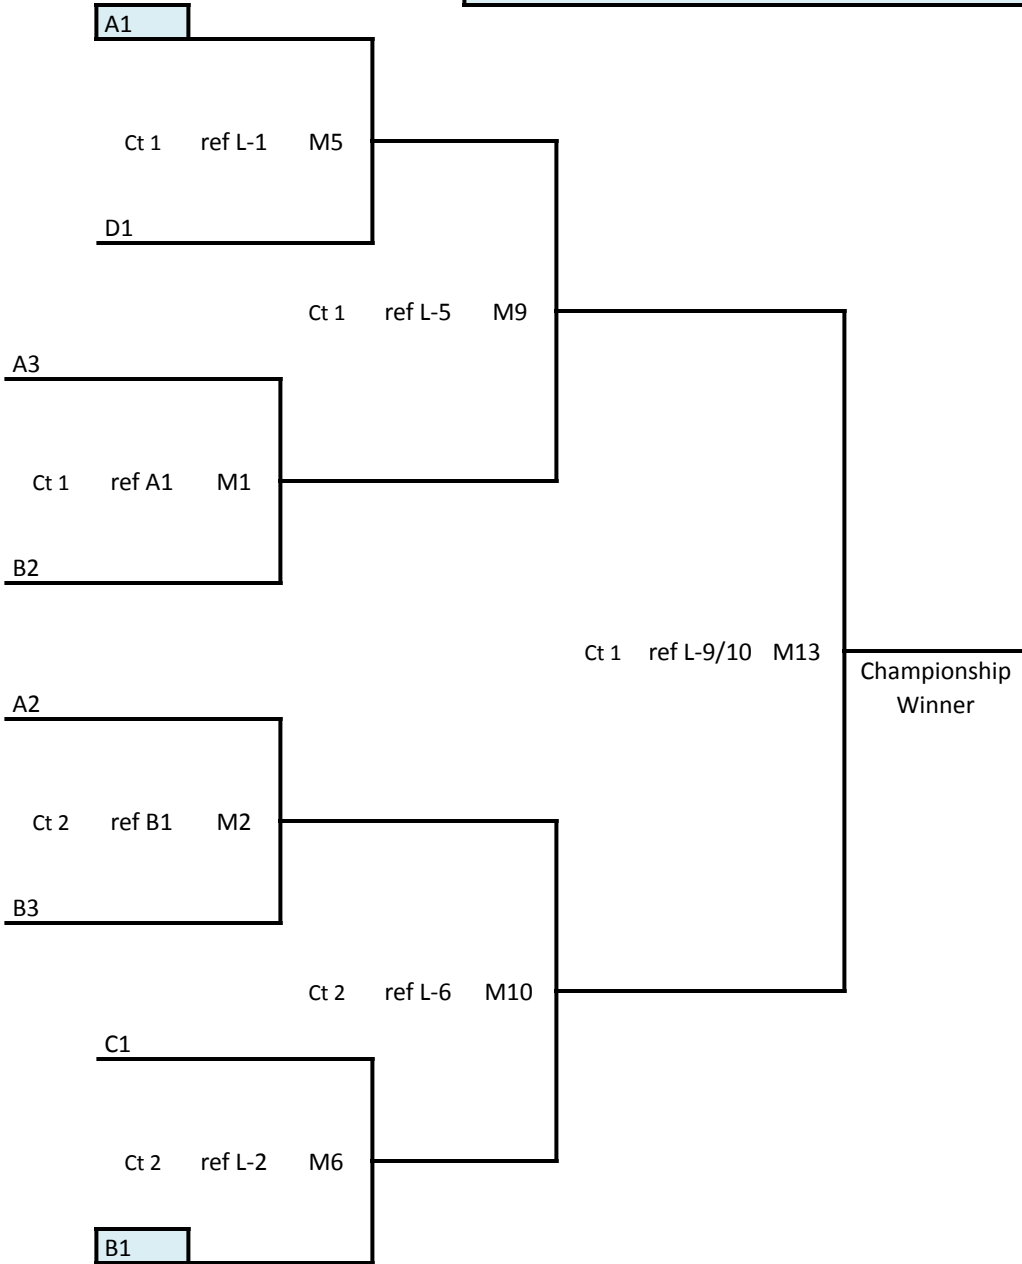 A1
Ct 1 ref L-1 M5
D1
Ct 1 ref L-5 M9
A3
Ct 1 ref A1 M1
B2
Ct 1 ref L-9/10 M13
Championship
Winner
A2
Ct 2 ref B1 M2
B3
Ct 2 ref L-6 M10
C1
Ct 2 ref L-2 M6
B1